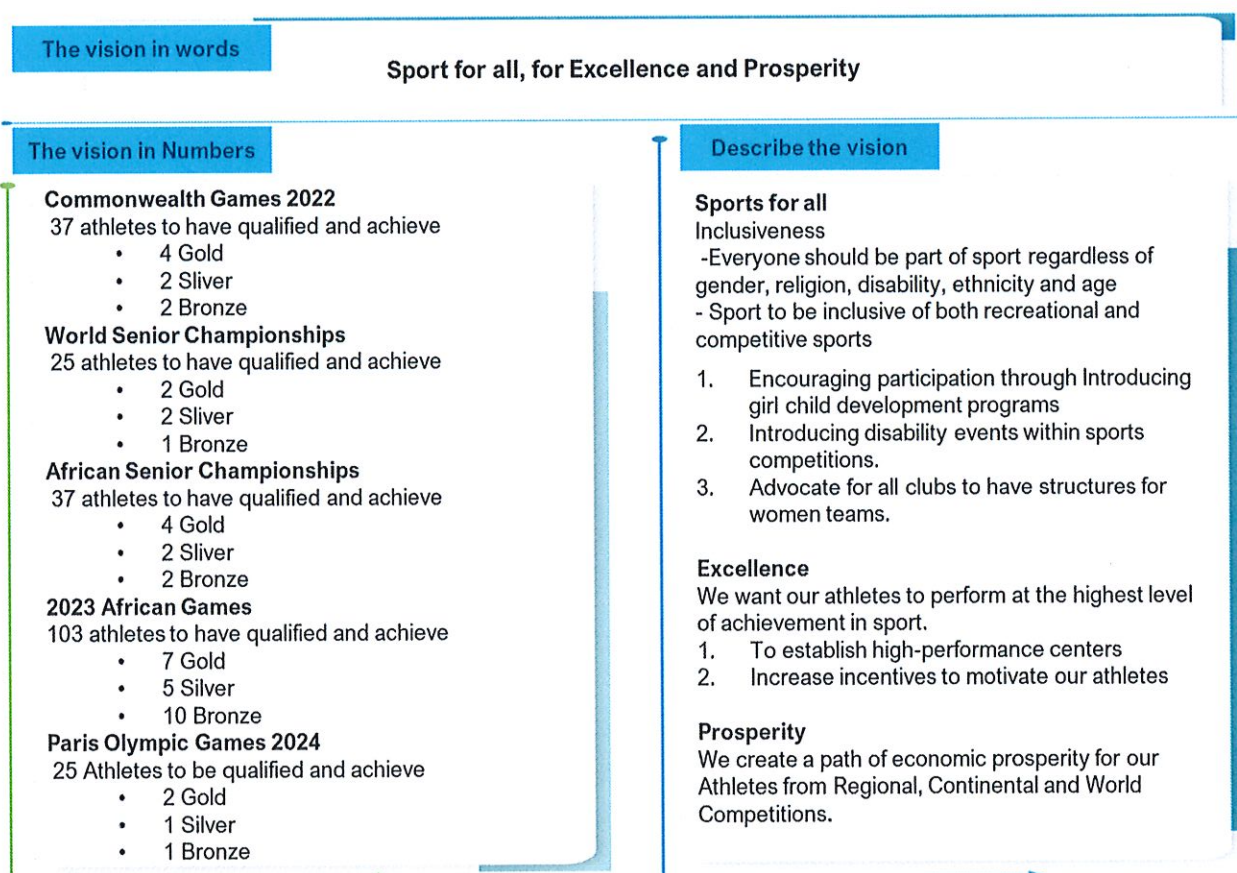 The vision in words
Sport for all, for Excellence and Prosperity
The vision in Numbers
Commonwealth Games 2022
37 athletes to have qualified and achieve
• 4 Gold
• 2 Sliver
• 2 Bronze
World Senior Championships
25 athletes to have qualified and achieve
• 2 Gold
• 2 Sliver
• 1 Bronze
African Senior Championships
37 athletes to have qualified and achieve
• 4 Gold
• 2 Sliver
• 2 Bronze
2023 African Games
103 athletes to have qualified and achieve
• 7 Gold
• 5 Silver
• 10 Bronze
Paris Olympic Games 2024
25 Athletes to be qualified and achieve
• 2 Gold
• 1 Silver
• 1 Bronze
Describe the vision
Sports for all
Inclusiveness
-Everyone should be part of sport regardless of
gender, religion, disability, ethnicity and age
- Sport to be inclusive of both recreational and
competitive sports
1. Encouraging participation through Introducing
girl child development programs
2. Introducing disability events within sports
competitions.
3. Advocate for all clubs to have structures for
women teams.
Excellence
We want our athletes to perform at the highest level
of achievement in sport.
1. To establish high-performance centers
2. Increase incentives to motivate our athletes
Prosperity
We create a path of economic prosperity for our
Athletes from Regional, Continental and World
Competitions.